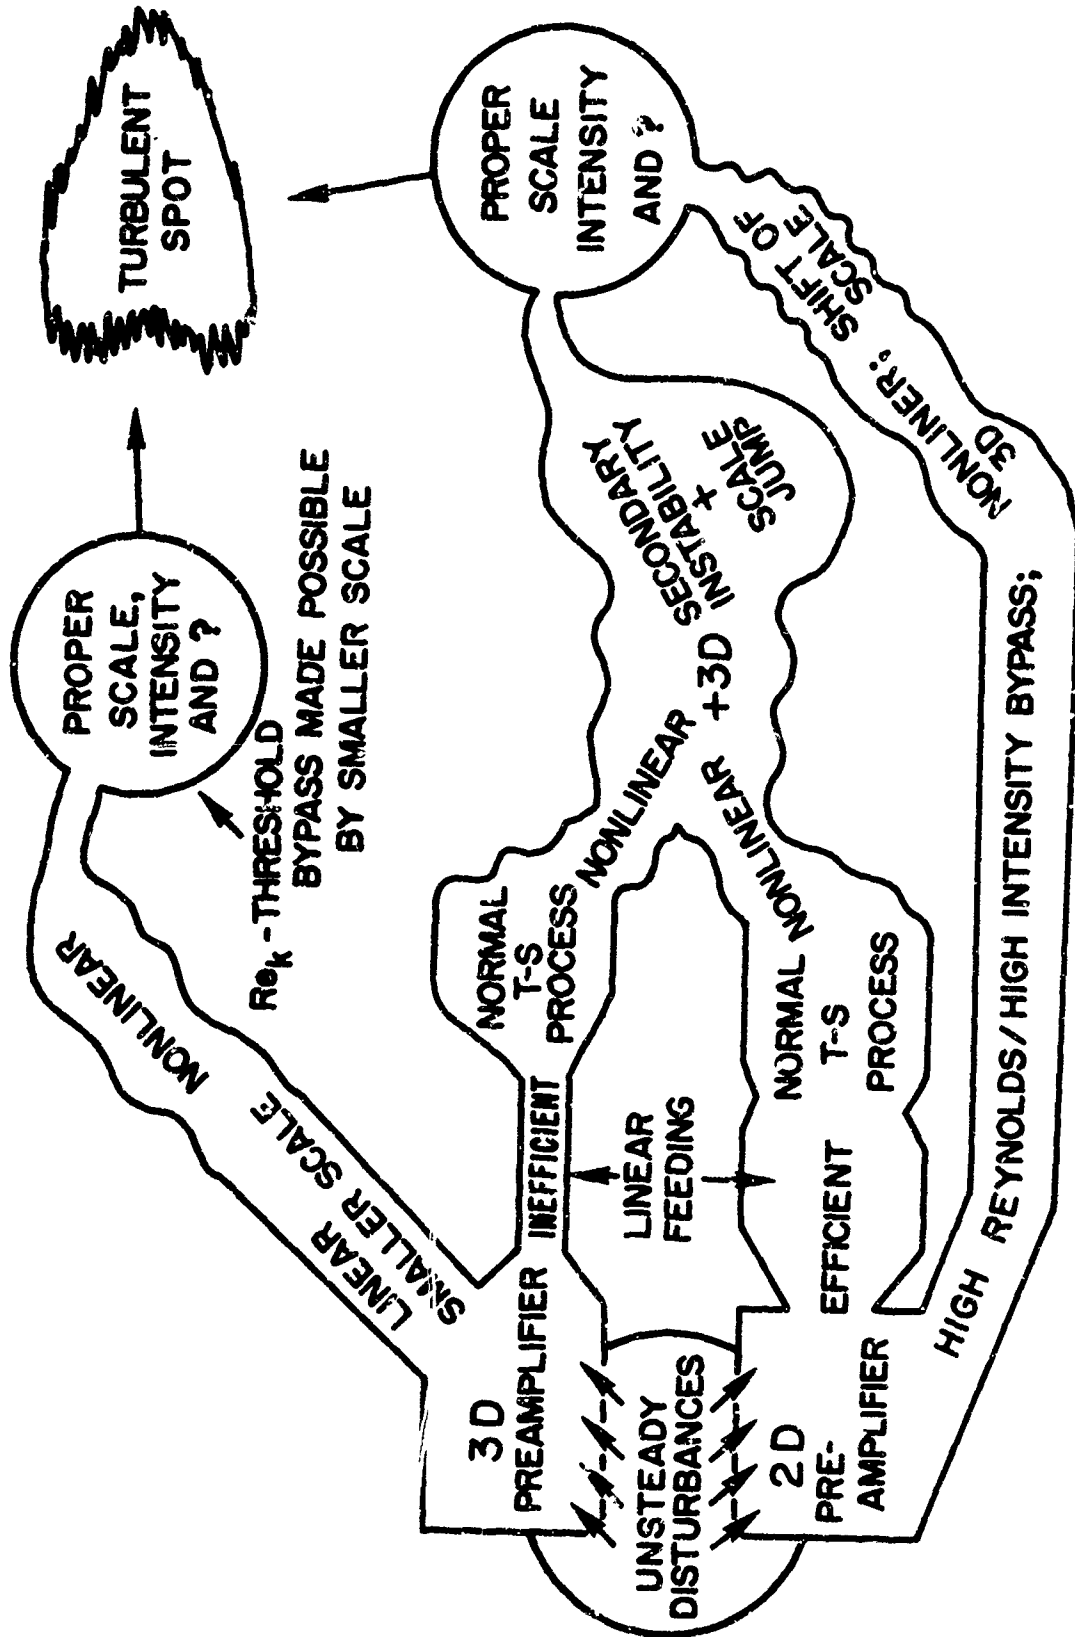 TURBULENT
SPOT
PROPER
SCALE,
INTENSITY
AND ?
Rek - THRESHOLD
BYPASS MADE POSSIBLE
BY SMALLER SCALE
LINEAR
NONLINEAR
SMALLER SCALE
3D
PREAMPLIFIER
INEFFICIENT
NORMAL
T-S
PROCESS
NONLINEAR
UNSTEADY
DISTURBANCES
LINEAR
FEEDING
2D
PRE-
AMPLIFIER
EFFICIENT
NORMAL
T-S
PROCESS
NONLINEAR
+3D
SECONDARY
INSTABILITY
+
SCALE
JUMP
PROPER
SCALE
INTENSITY
AND ?
HIGH REYNOLDS/HIGH INTENSITY BYPASS;
NONLINER; SHIFT OF
3D SCALE